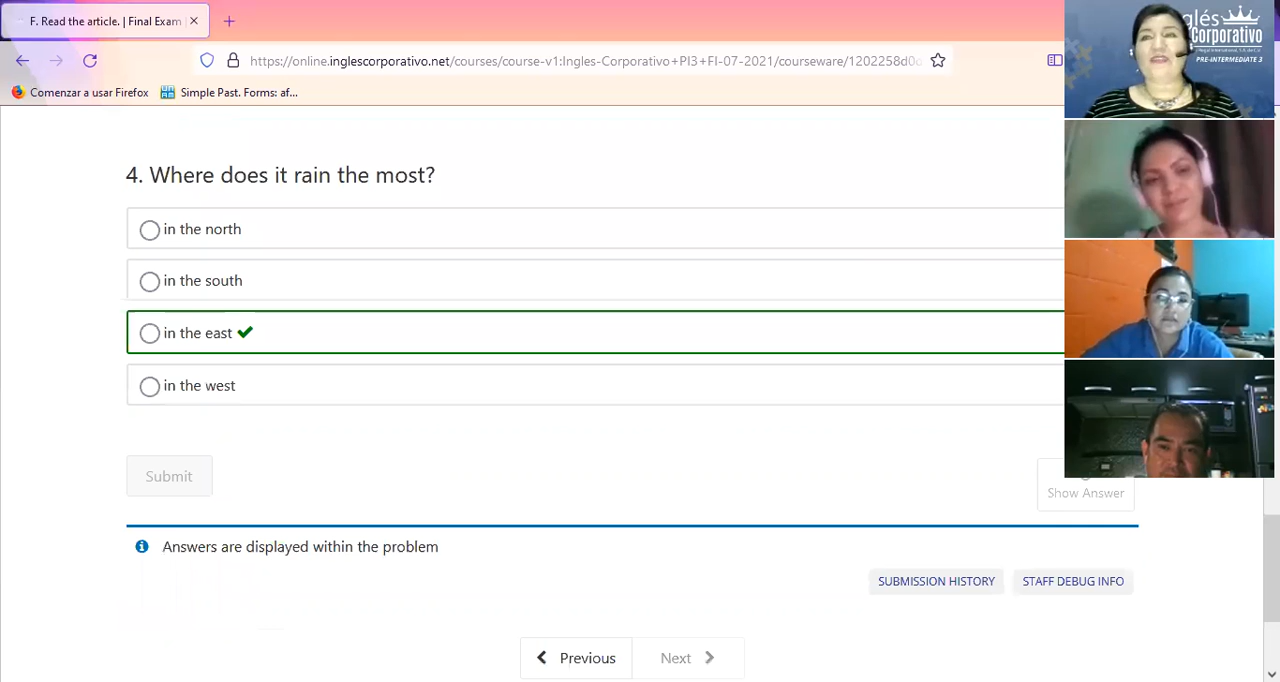 F. Read the article. | Final Exam
https://online.inglescorporativo.net/courses/course-v1:Ingles-Corporativo+PI3+FI-07-2021/courseware/1202258d0
Comenzar a usar Firefox
Simple Past. Forms: af...
glés
Corporativo
PRE-INTERMEDIATE 3
4. Where does it rain the most?
in the north
in the south
in the east
in the west
Submit
Show Answer
Answers are displayed within the problem
SUBMISSION HISTORY
STAFF DEBUG INFO
Previous
Next